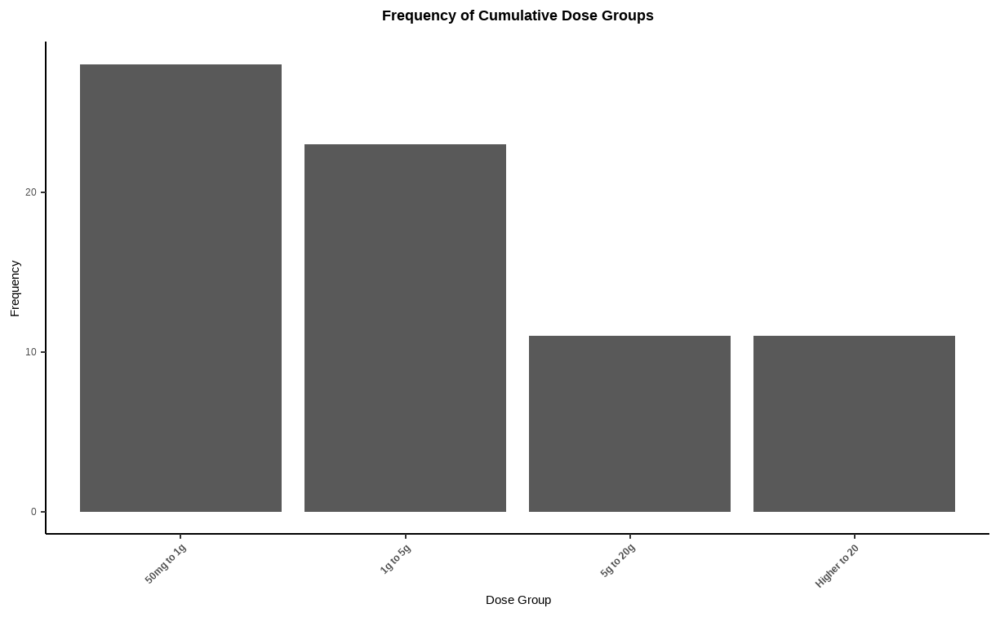 Frequency of Cumulative Dose Groups
Frequency
20
10
0
50mg to 1g
1g to 5g
5g to 20g
Higher to 20
Dose Group